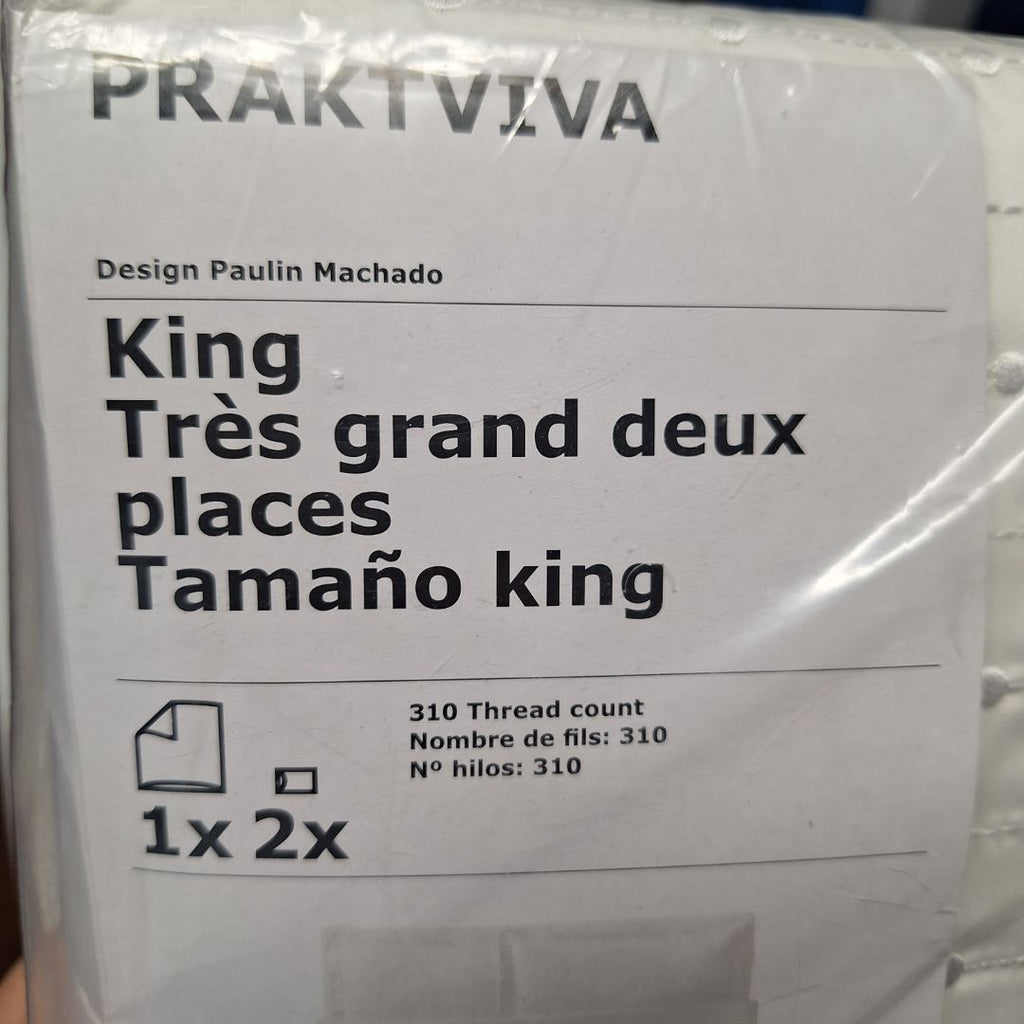 PRAKTVIVA
Design Paulin Machado
King
Très grand deux
places
Tamaño king
310 Thread count
Nombre de fils: 310
Nº hilos: 310
1x 2x